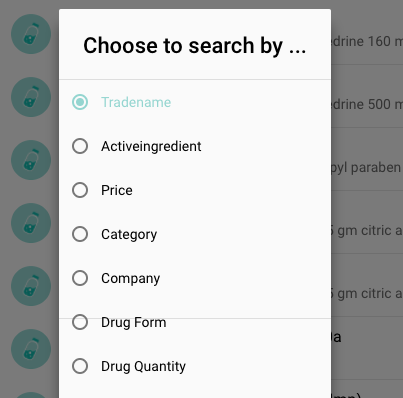 Choose to search by ...
edrine 160 m
Tradename
edrine 500 m
Activeingredient
pyl paraben
Price
5 gm citric a
Category
Company
5 gm citric a
Drug Form
Ja
Drug Quantity